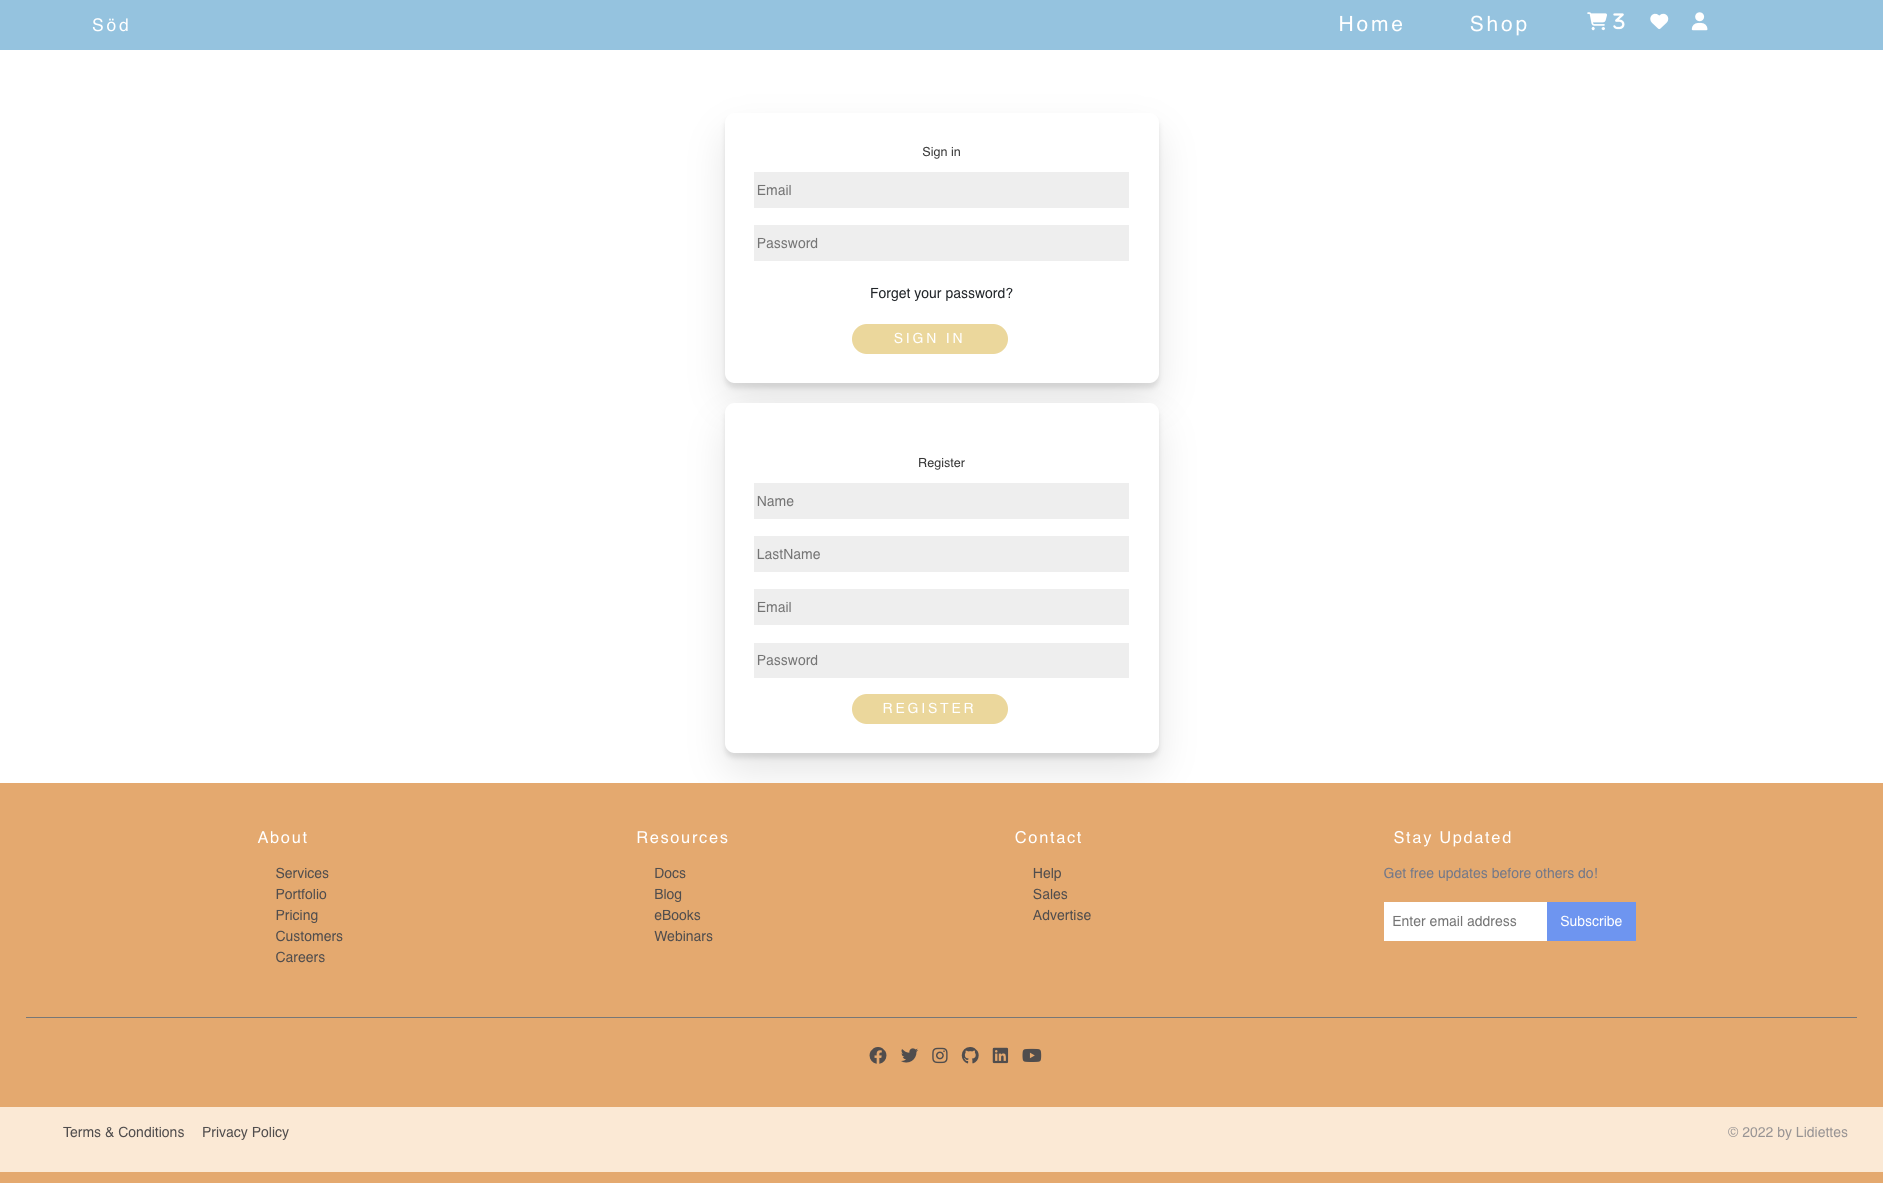 Söd
Home Shop 3
Sign in
Email
Password
Forget your password?
SIGN IN
Register
Name
LastName
Email
Password
REGISTER
About
Services
Portfolio
Pricing
Customers
Careers
Resources
Docs
Blog
eBooks
Webinars
Contact
Help
Sales
Advertise
Stay Updated
Get free updates before others do!
Enter email address Subscribe
Terms & Conditions Privacy Policy
© 2022 by Lidiettes